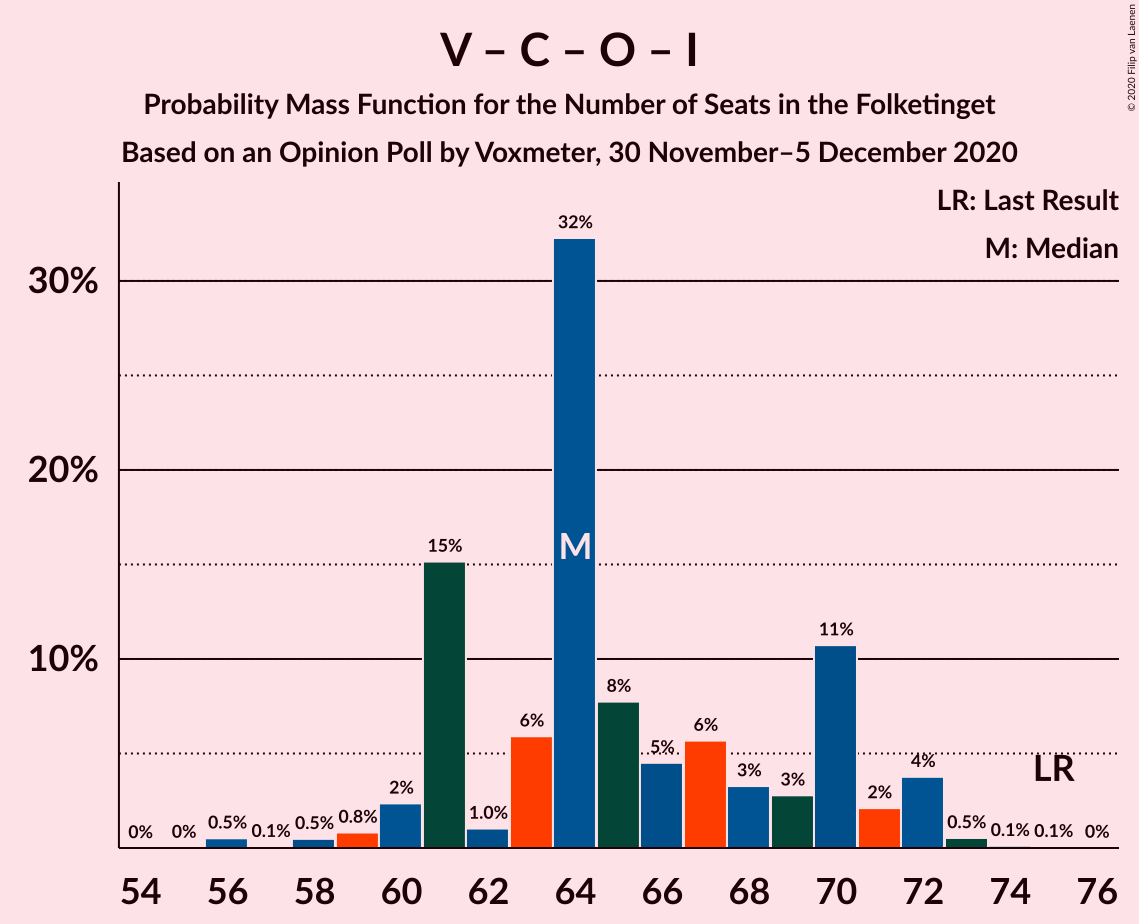 V – C – O – I
Probability Mass Function for the Number of Seats in the Folketinget
Based on an Opinion Poll by Voxmeter, 30 November–5 December 2020
© 2020 Filip van Laenen
LR: Last Result
M: Median
30%
20%
10%
0%
0%
0.5%
0.1%
0.5%
0.8%
2%
15%
1.0%
6%
32%
M
8%
5%
6%
3%
3%
11%
2%
4%
0.5%
0.1%
LR
0.1%
0%
54 56 58 60 62 64 66 68 70 72 74 76